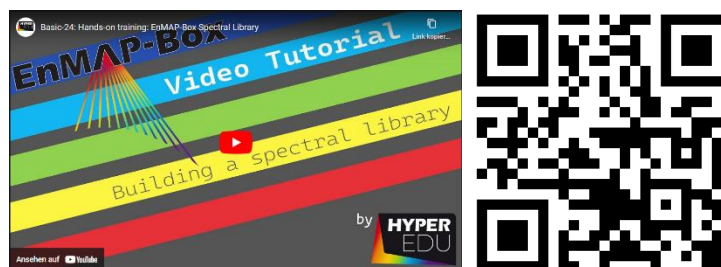 Basic-24: Hands-on training: EnMAP-Box Spectral Library
Link kopier...
EnMAP-Box
Video Tutorial
Building a spectral library
by HYPER
EDU
Ansehen auf YouTube